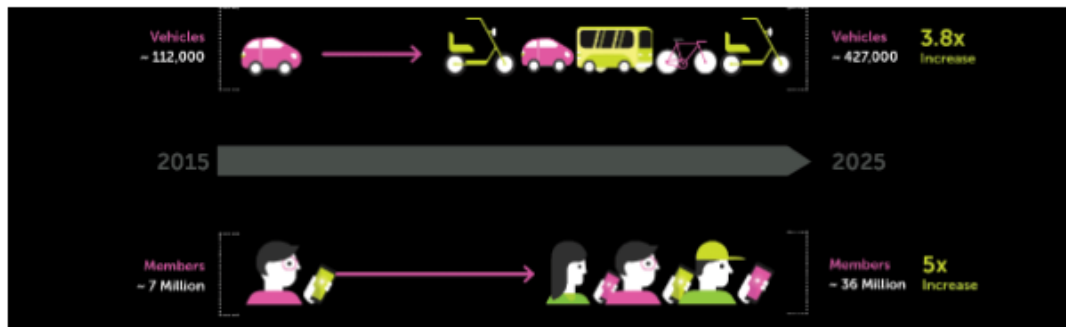 Vehicles
~ 112,000
Vehicles
~ 427,000
3.8x
Increase
2015
2025
Members
~ 7 Million
Members
~ 36 Million
5x
Increase